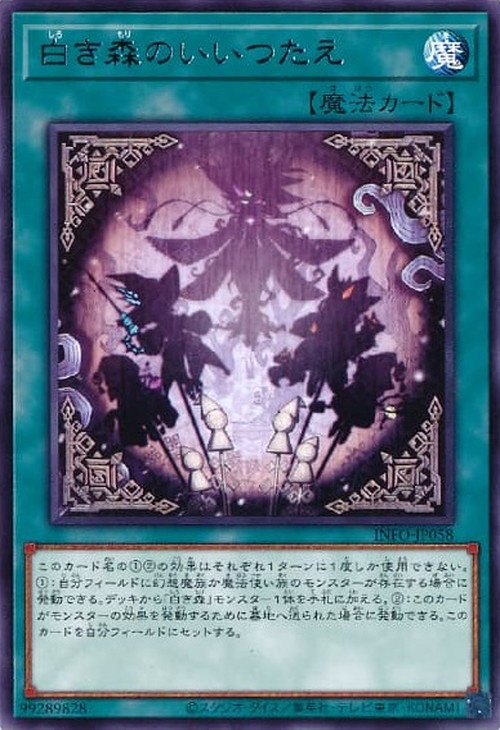 白き森のいいつたえ
魔
【魔法カード】
INFO-JP058
このカード名の①②の効果はそれぞれ1ターンに1度しか使用できない。
①:自分フィールドに幻想魔族か魔法使い族のモンスターが存在する場合に
発動できる。デッキから「白き森」モンスター1体を手札に加える。②:このカード
がモンスターの効果を発動するために墓地へ送られた場合に発動できる。この
カードを自分フィールドにセットする。
99289828
©スタジオ・ダイス/集英社・テレビ東京・KONAMI